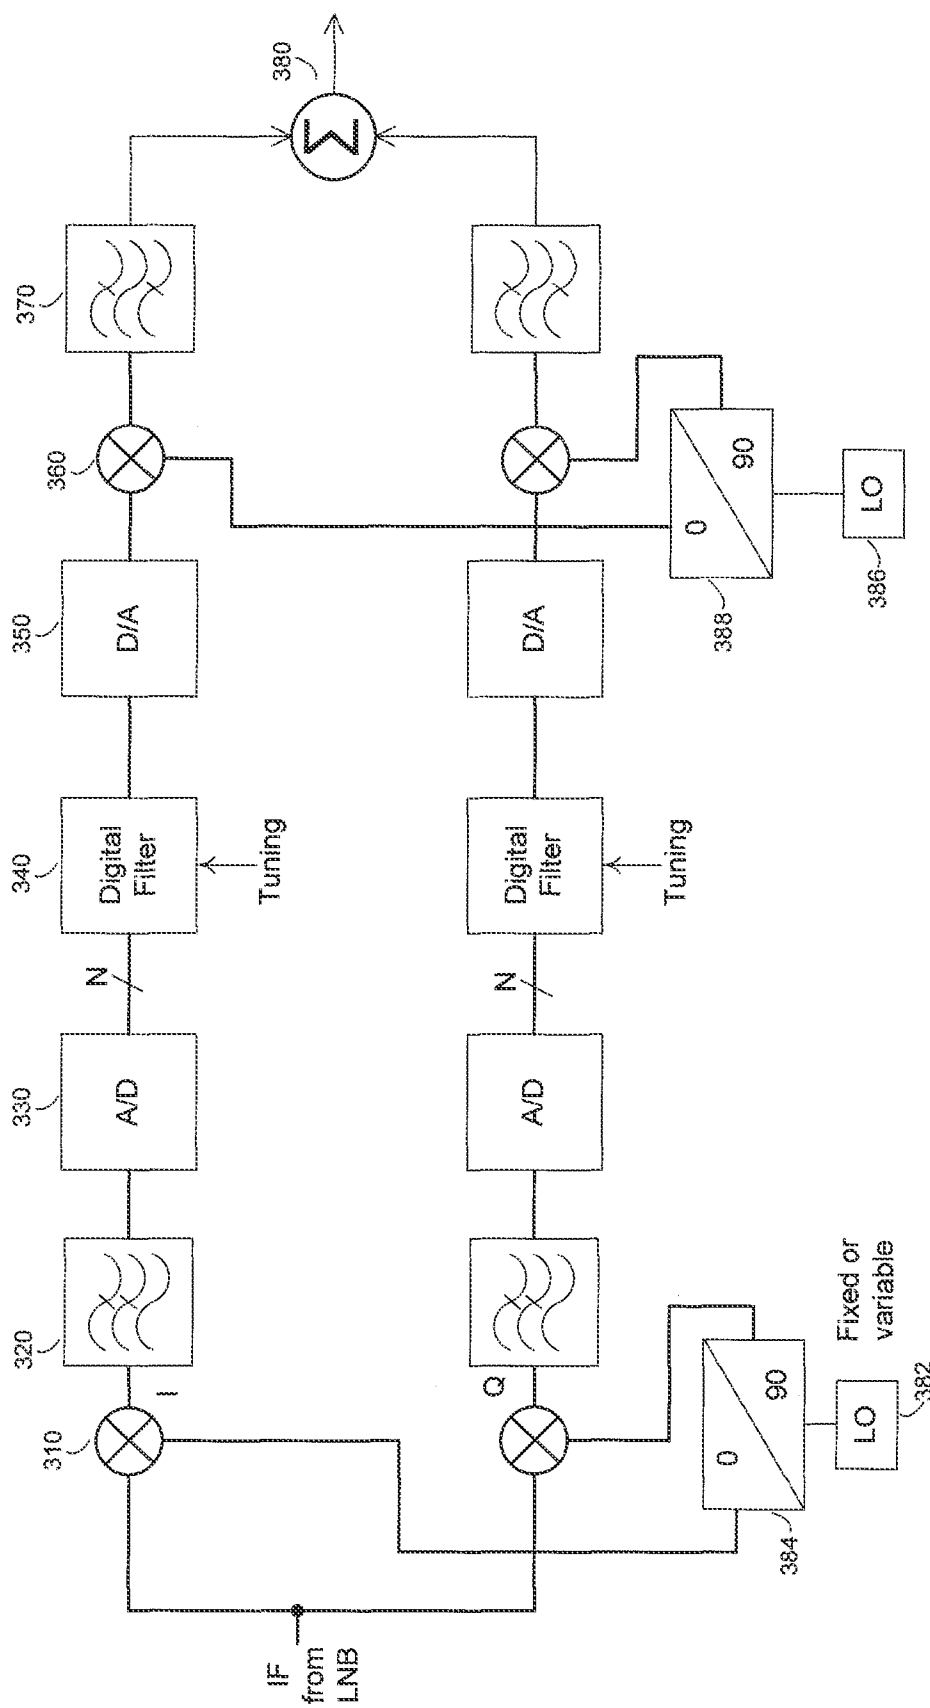 IF
from
LNB
310
I
320
330
A/D
N
340
Digital
Filter
Tuning
350
D/A
360
370
380
Σ
Q
A/D
N
Digital
Filter
Tuning
D/A
0
90
384
LO
382
Fixed or
variable
0
90
388
LO
386